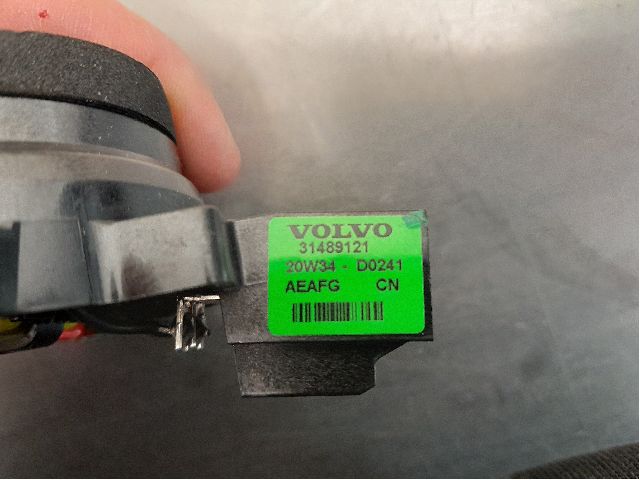 VOLVO
31489121
20W34 - D0241
AEAFG CN